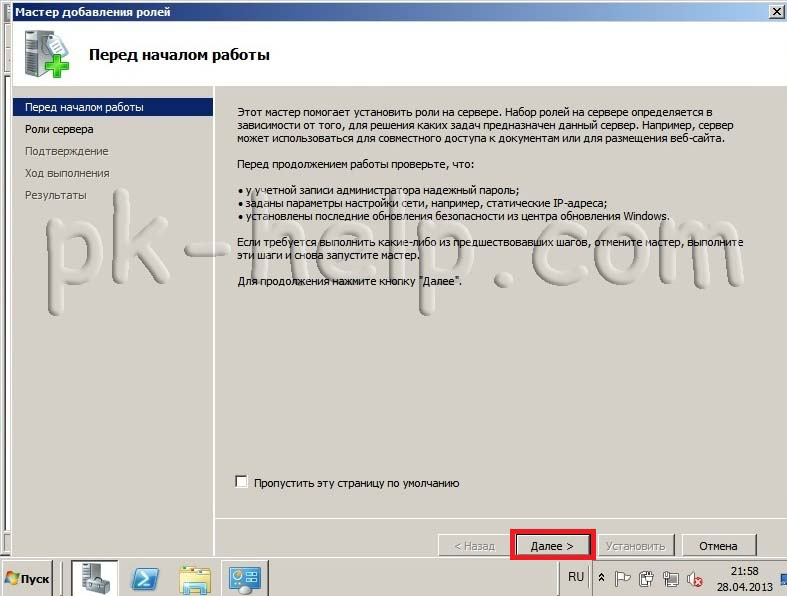 Мастер добавления ролей
Перед началом работы
Перед началом работы
Роли сервера
Подтверждение
Ход выполнения
Результаты
Этот мастер помогает установить роли на сервере. Набор ролей на сервере определяется в
зависимости от того, для решения каких задач предназначен данный сервер. Например, сервер
может использоваться для совместного доступа к документам или для размещения веб-сайта.
Перед продолжением работы проверьте, что:
• у учетной записи администратора надежный пароль;
• заданы параметры настройки сети, например, статические IP-адреса;
• установлены последние обновления безопасности из центра обновления Windows.
Если требуется выполнить какие-либо из предшествовавших шагов, отмените мастер, выполните
эти шаги и снова запустите мастер.
Для продолжения нажмите кнопку "Далее".
pk-help.com
Пропустить эту страницу по умолчанию
< Назад
Далее >
Установить
Отмена
Пуск
RU
21:58
28.04.2013